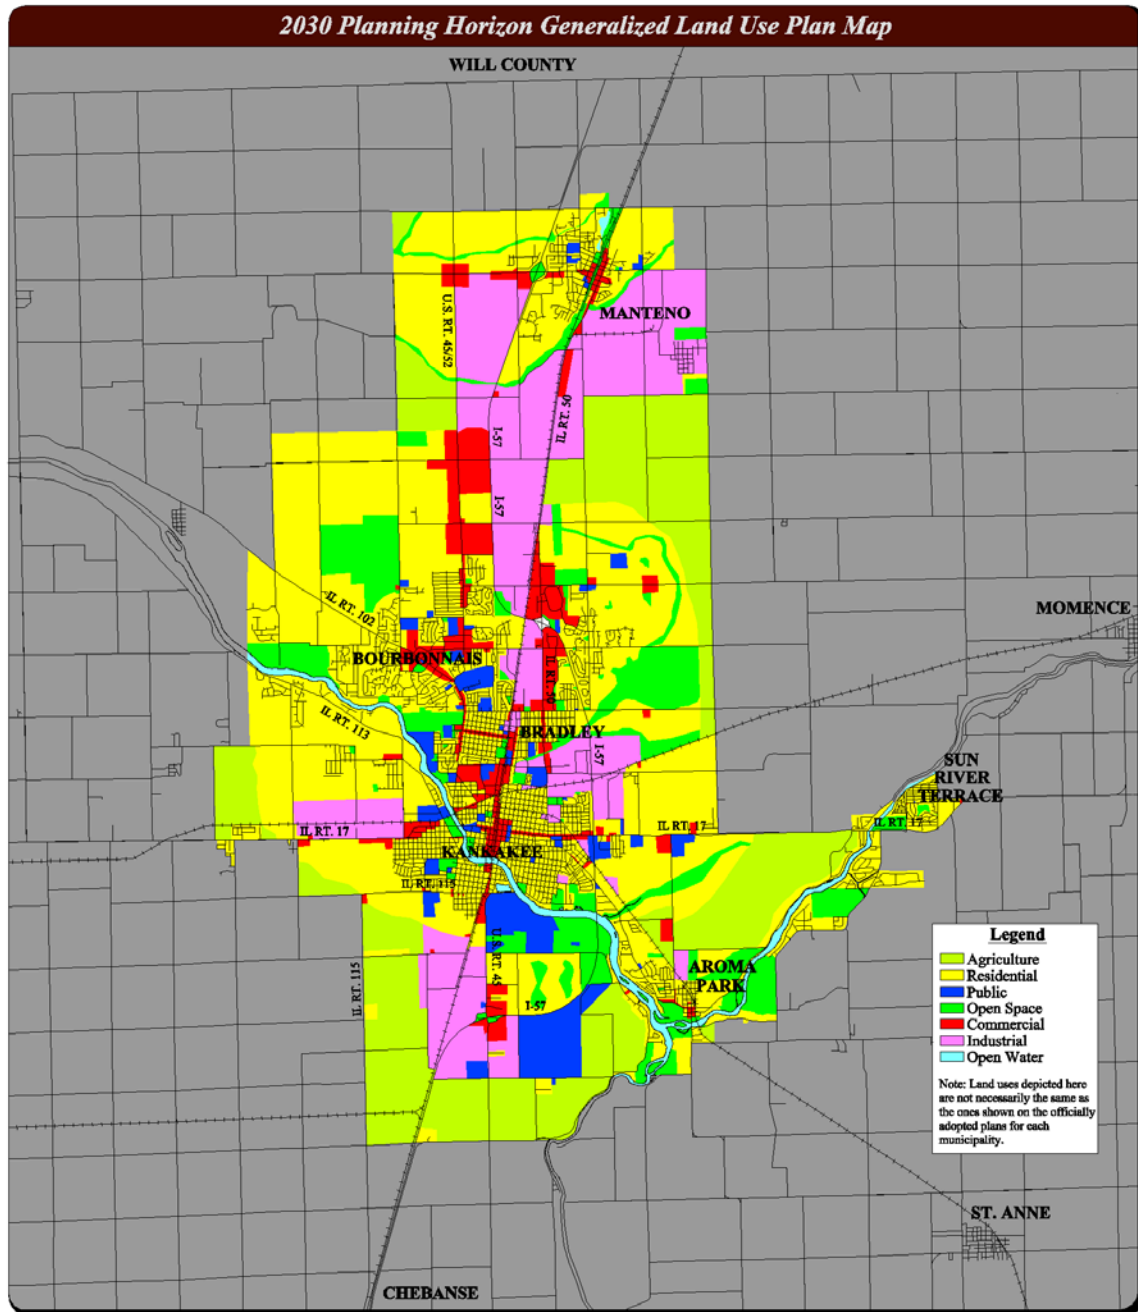 2030 Planning Horizon Generalized Land Use Plan Map
WILL COUNTY
MANTENO
U.S. RT. 45/52
IL RT. 50
I-57
I-57
IL RT. 102
MOMENCE
BOURBONNAIS
IL RT. 50
IL RT. 113
BRADLEY
I-57
SUN
RIVER
TERRACE
IL RT. 17
IL RT. 17
IL RT. 17
KANKAKEE
IL RT. 115
U.S. RT. 45
AROMA
PARK
IL RT. 115
I-57
Legend
Agriculture
Residential
Public
Open Space
Commercial
Industrial
Open Water
Note: Land uses depicted here
are not necessarily the same as
the ones shown on the officially
adopted plans for each
municipality.
ST. ANNE
CHEBANSE